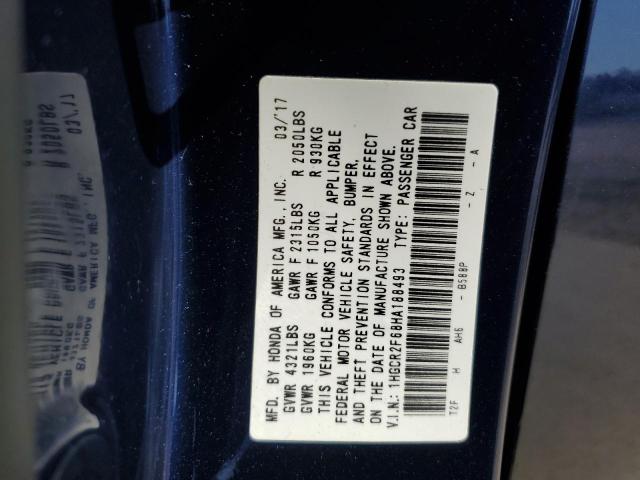 MFD. BY HONDA OF AMERICA MFG., INC. 03/'17
GVWR 4321LBS GAWR F 2315LBS R 2050LBS
GVWR 1960KG GAWR F 1050KG R 930KG
THIS VEHICLE CONFORMS TO ALL APPLICABLE
FEDERAL MOTOR VEHICLE SAFETY, BUMPER,
AND THEFT PREVENTION STANDARDS IN EFFECT
ON THE DATE OF MANUFACTURE SHOWN ABOVE.
V.I.N.: 1HGCR2F68HA188493 TYPE: PASSENGER CAR
T2F H AH6 - B588P - Z - A